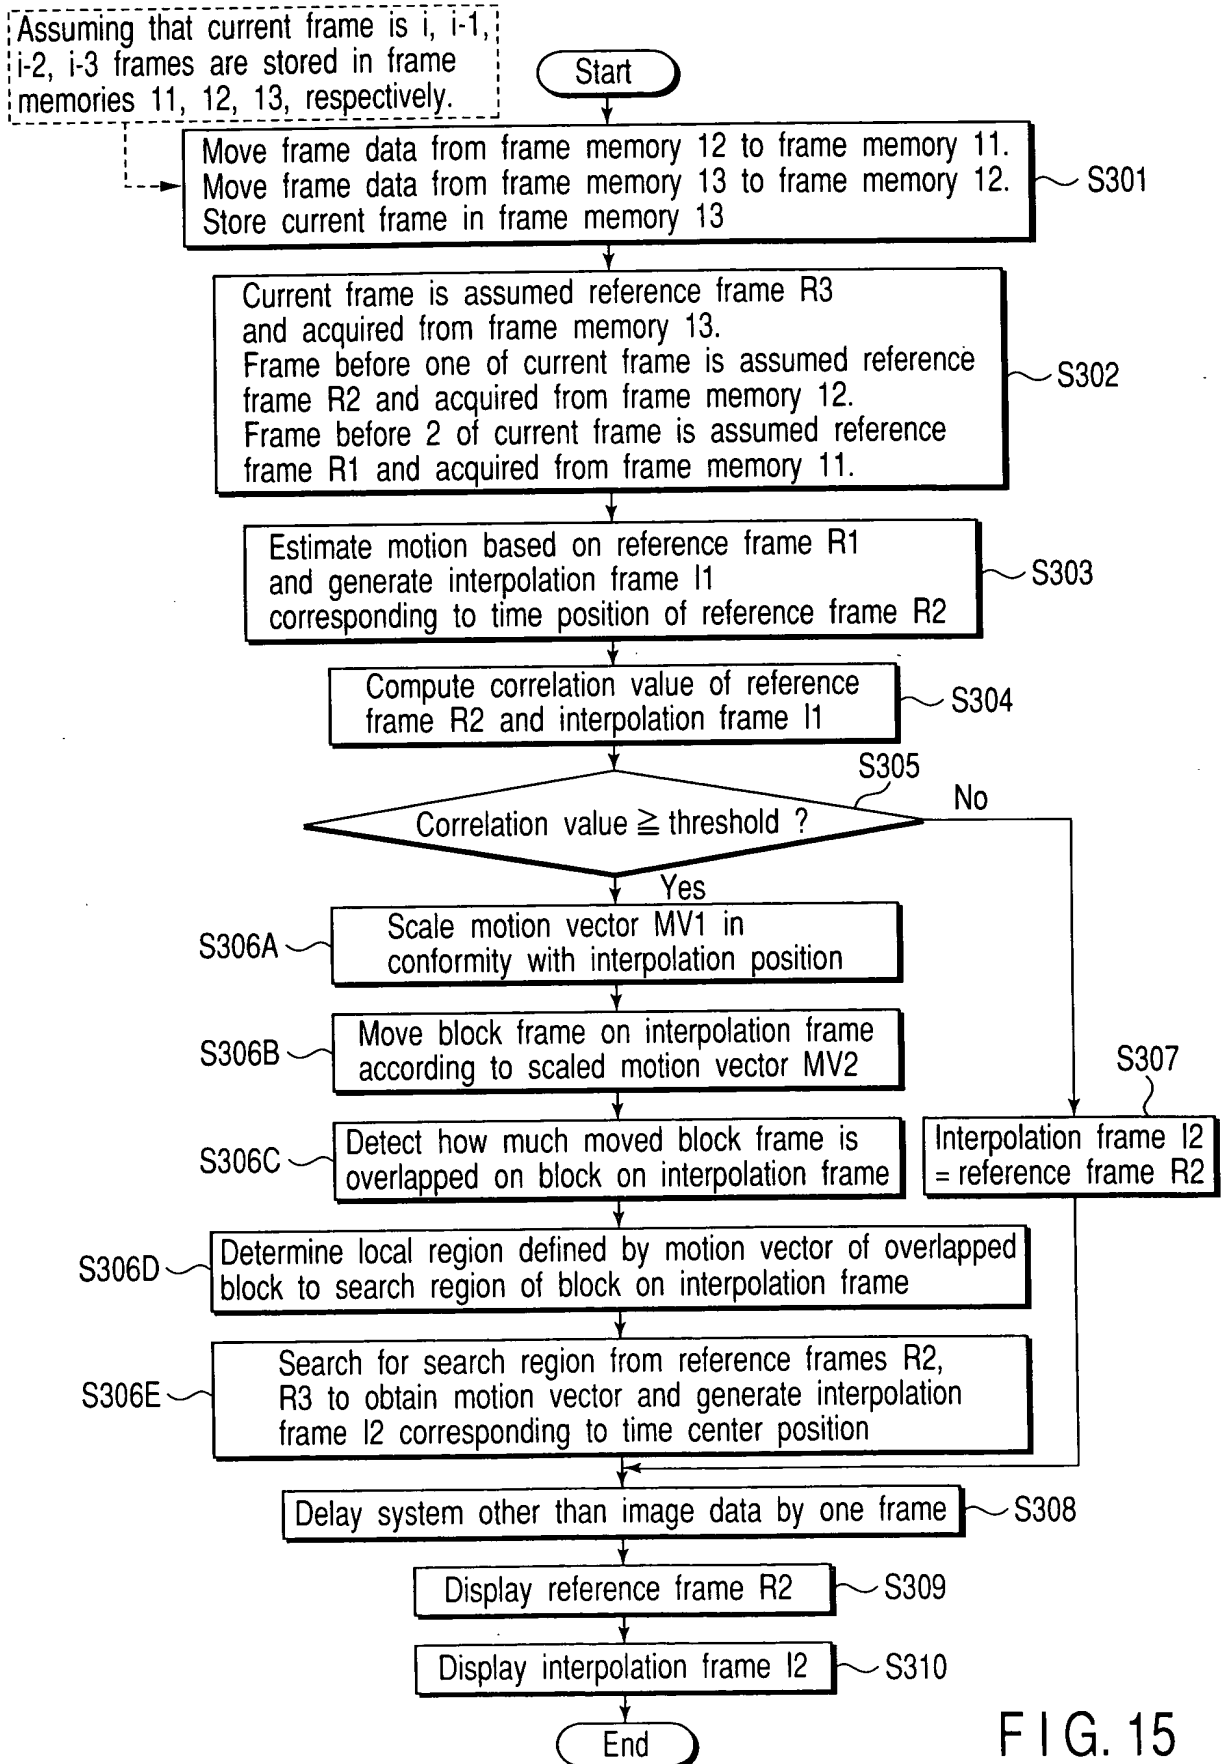 Assuming that current frame is i, i-1,
i-2, i-3 frames are stored in frame
memories 11, 12, 13, respectively.
Start
Move frame data from frame memory 12 to frame memory 11.
Move frame data from frame memory 13 to frame memory 12.
Store current frame in frame memory 13
S301
Current frame is assumed reference frame R3
and acquired from frame memory 13.
Frame before one of current frame is assumed reference
frame R2 and acquired from frame memory 12.
Frame before 2 of current frame is assumed reference
frame R1 and acquired from frame memory 11.
S302
Estimate motion based on reference frame R1
and generate interpolation frame I1
corresponding to time position of reference frame R2
S303
Compute correlation value of reference
frame R2 and interpolation frame I1
S304
S305
Correlation value ≧ threshold ?
No
Yes
S306A
Scale motion vector MV1 in
conformity with interpolation position
S306B
Move block frame on interpolation frame
according to scaled motion vector MV2
S307
Interpolation frame I2
= reference frame R2
S306C
Detect how much moved block frame is
overlapped on block on interpolation frame
S306D
Determine local region defined by motion vector of overlapped
block to search region of block on interpolation frame
S306E
Search for search region from reference frames R2,
R3 to obtain motion vector and generate interpolation
frame I2 corresponding to time center position
Delay system other than image data by one frame
S308
Display reference frame R2
S309
Display interpolation frame I2
S310
End
FIG. 15